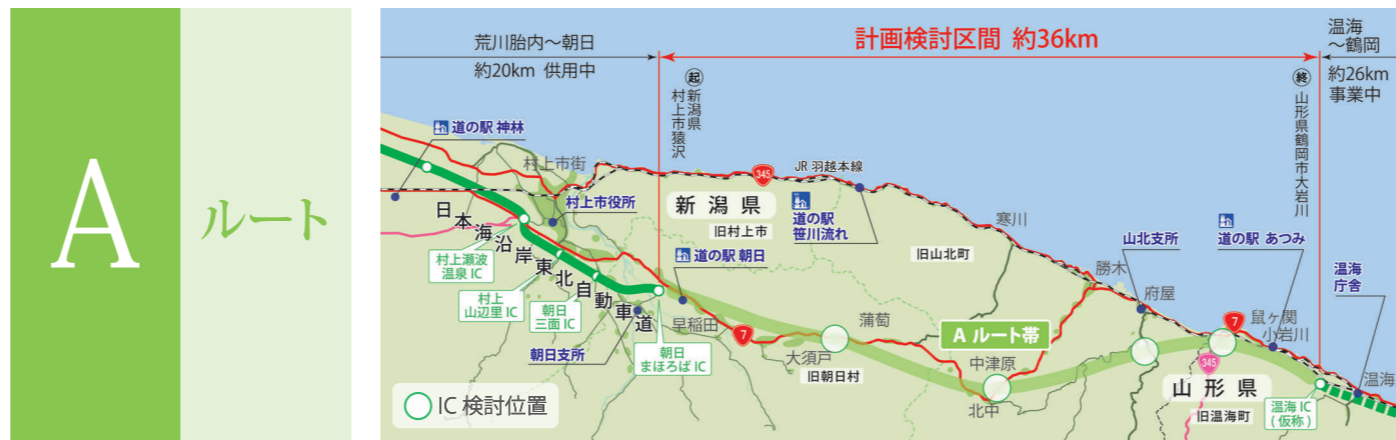 A
ルート
荒川胎内～朝日
約20km 供用中
計画検討区間 約36km
温海
～鶴岡
約26km
事業中
起
新潟県
村上市猿沢
終
山形県鶴岡市大岩川
道の駅 神林
村上市街
村上市役所
日本海沿岸東北自動車道
村上瀬波
温泉 IC
村上
山辺里 IC
朝日
三面 IC
朝日支所
朝日
まほろば IC
345
JR 羽越本線
新潟県
旧村上市
道の駅
笹川流れ
道の駅 朝日
早稲田
7
大須戸
蒲萄
旧朝日村
旧山北町
寒川
A ルート帯
中津原
北中
勝木
山北支所
府屋
道の駅 あつみ
7
鼠ヶ関
小岩川
345
山形県
旧温海町
温海
庁舎
温海
温海 IC
(仮称)
IC 検討位置